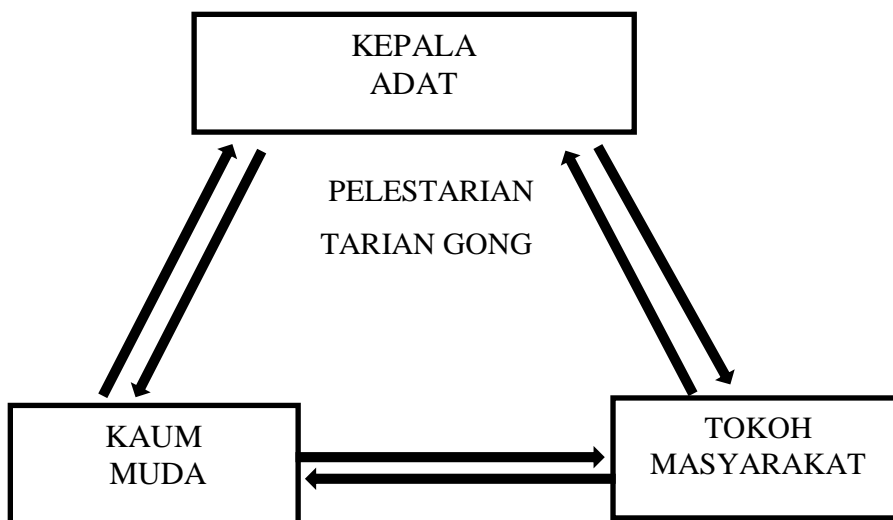 KEPALA
ADAT
PELESTARIAN
TARIAN GONG
KAUM
MUDA
TOKOH
MASYARAKAT